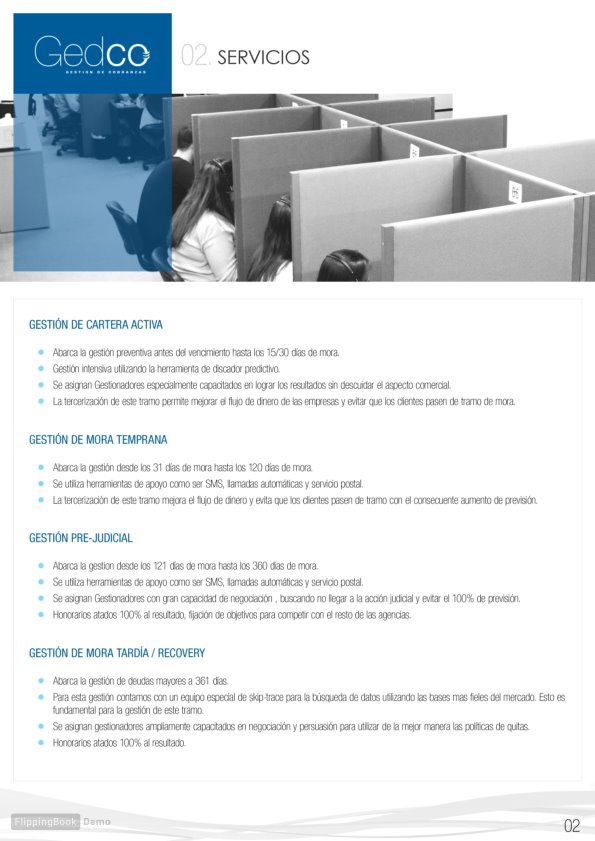 Gedco
GESTIÓN DE COBRANZAS
02. SERVICIOS
GESTIÓN DE CARTERA ACTIVA
Abarca la gestión preventiva antes del vencimiento hasta los 15/30 días de mora.
Gestión intensiva utilizando la herramienta de discador predictivo.
Se asignan Gestionadores especialmente capacitados en lograr los resultados sin descuidar el aspecto comercial.
La tercerización de este tramo permite mejorar el flujo de dinero de las empresas y evitar que los clientes pasen de tramo de mora.
GESTIÓN DE MORA TEMPRANA
Abarca la gestión desde los 31 días de mora hasta los 120 días de mora.
Se utiliza herramientas de apoyo como ser SMS, llamadas automáticas y servicio postal.
La tercerización de este tramo mejora el flujo de dinero y evita que los clientes pasen de tramo con el consecuente aumento de previsión.
GESTIÓN PRE-JUDICIAL
Abarca la gestion desde los 121 días de mora hasta los 360 días de mora.
Se utiliza herramientas de apoyo como ser SMS, llamadas automáticas y servicio postal.
Se asignan Gestionadores con gran capacidad de negociación , buscando no llegar a la acción judicial y evitar el 100% de previsión.
Honorarios atados 100% al resultado, fijación de objetivos para competir con el resto de las agencias.
GESTIÓN DE MORA TARDÍA / RECOVERY
Abarca la gestión de deudas mayores a 361 días.
Para esta gestión contamos con un equipo especial de skip-trace para la búsqueda de datos utilizando las bases mas fieles del mercado. Esto es
fundamental para la gestión de este tramo.
Se asignan gestionadores ampliamente capacitados en negociación y persuasión para utilizar de la mejor manera las políticas de quitas.
Honorarios atados 100% al resultado.
FlippingBook Demo
02